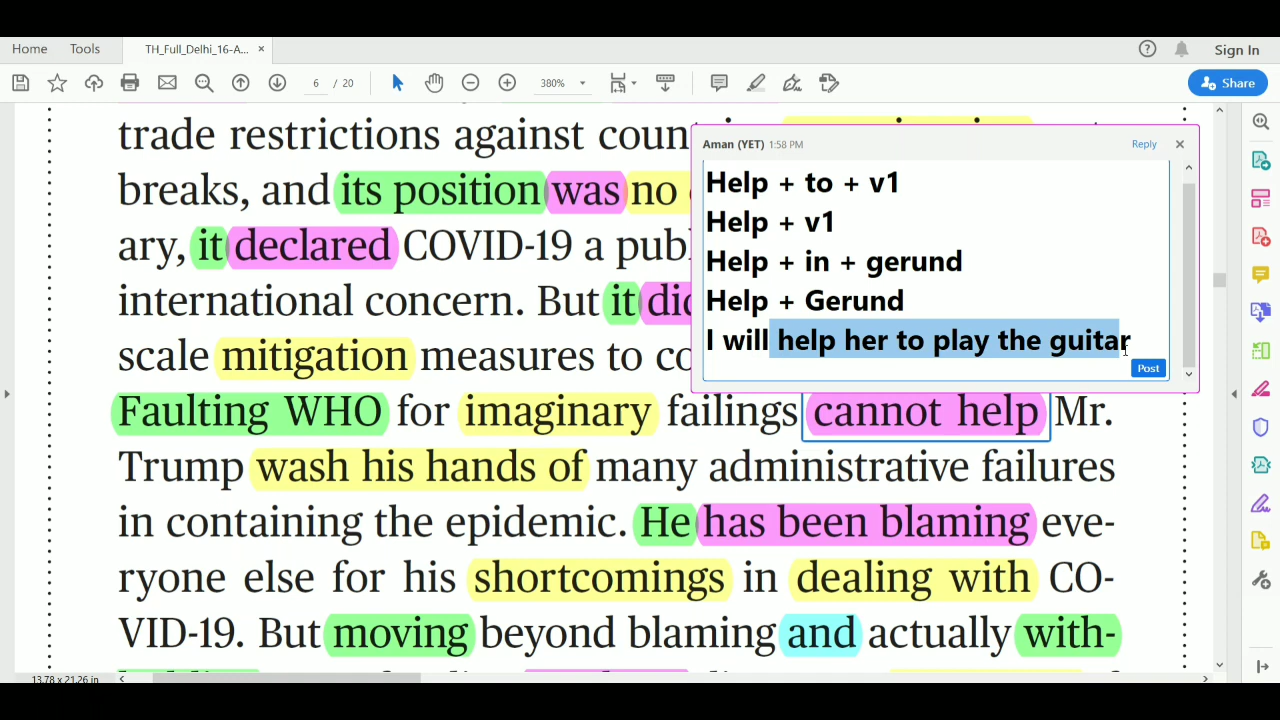 Home Tools TH_Full_Delhi_16-A... × Sign In
6 / 20 380% Share
trade restrictions against coun
breaks, and its position was no
ary, it declared COVID-19 a publ
international concern. But it did
scale mitigation measures to co
Faulting WHO for imaginary failings cannot help Mr.
Trump wash his hands of many administrative failures
in containing the epidemic. He has been blaming eve-
ryone else for his shortcomings in dealing with CO-
VID-19. But moving beyond blaming and actually with-
Aman (YET) 1:58 PM Reply ×
Help + to + v1
Help + v1
Help + in + gerund
Help + Gerund
I will help her to play the guitar
Post
13.78 x 21.26 in